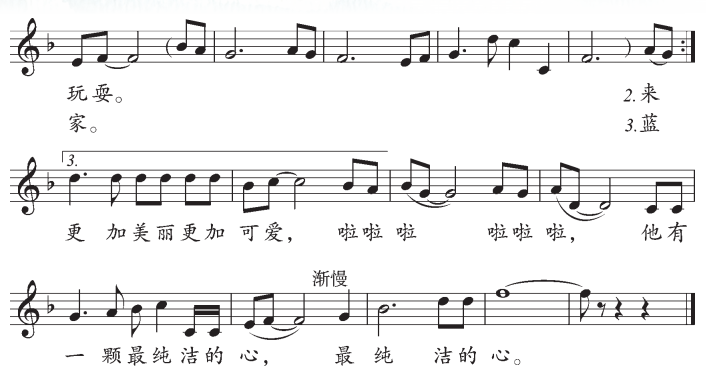 玩耍。 2.来
家。 3.蓝
3.
更 加美丽更加 可爱， 啦啦 啦 啦啦 啦， 他有
渐慢
一 颗最纯洁的 心， 最 纯 洁的 心。